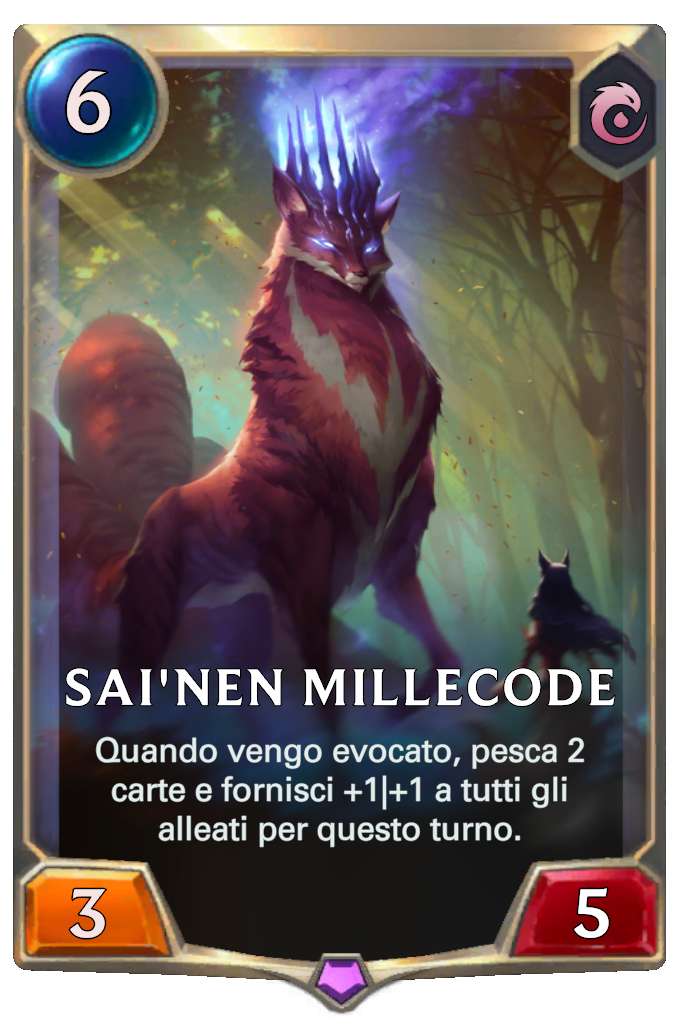 6
SAI'NEN MILLECODE
Quando vengo evocato, pesca 2
carte e fornisci +1|+1 a tutti gli
alleati per questo turno.
3
5